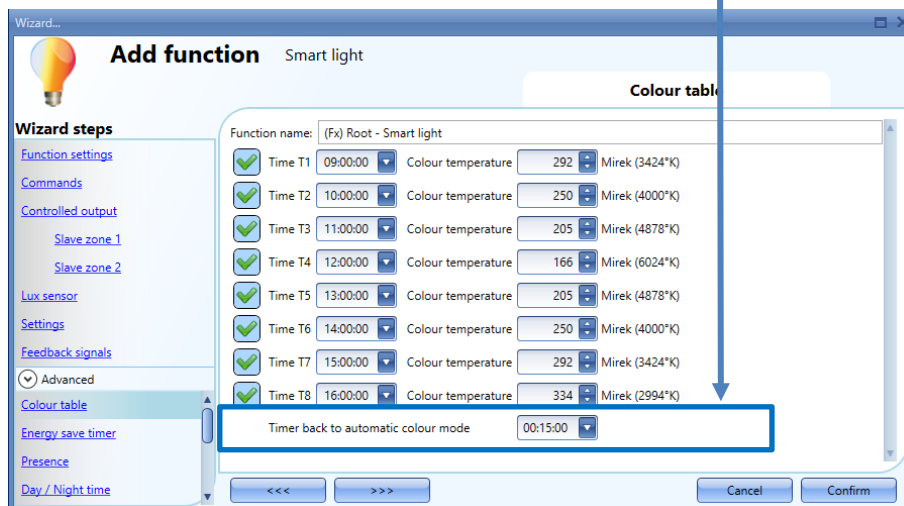 Wizard...
Add function Smart light
Colour table
Wizard steps
Function settings
Commands
Controlled output
Slave zone 1
Slave zone 2
Lux sensor
Settings
Feedback signals
Advanced
Colour table
Energy save timer
Presence
Day / Night time
Function name: (Fx) Root - Smart light
Time T1 09:00:00 Colour temperature 292 Mirek (3424°K)
Time T2 10:00:00 Colour temperature 250 Mirek (4000°K)
Time T3 11:00:00 Colour temperature 205 Mirek (4878°K)
Time T4 12:00:00 Colour temperature 166 Mirek (6024°K)
Time T5 13:00:00 Colour temperature 205 Mirek (4878°K)
Time T6 14:00:00 Colour temperature 250 Mirek (4000°K)
Time T7 15:00:00 Colour temperature 292 Mirek (3424°K)
Time T8 16:00:00 Colour temperature 334 Mirek (2994°K)
Timer back to automatic colour mode 00:15:00
<<< >>> Cancel Confirm